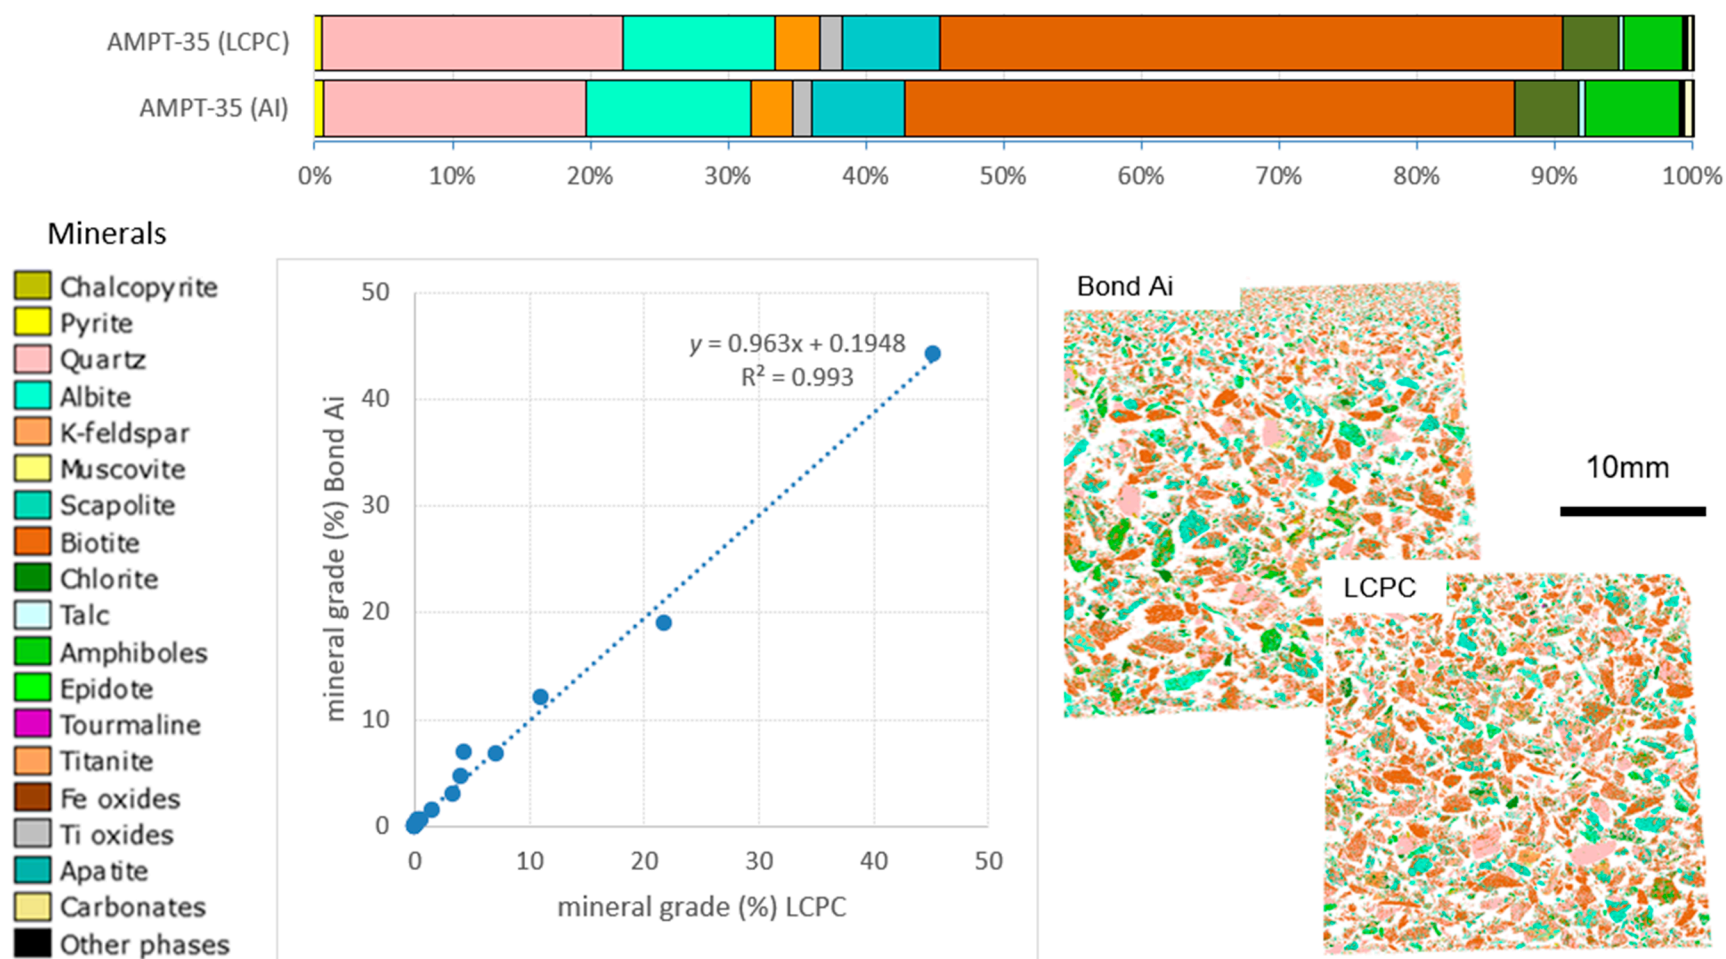 AMPT-35 (LCPC)
AMPT-35 (AI)
0% 10% 20% 30% 40% 50% 60% 70% 80% 90% 100%
Minerals
Chalcopyrite
Pyrite
Quartz
Albite
K-feldspar
Muscovite
Scapolite
Biotite
Chlorite
Talc
Amphiboles
Epidote
Tourmaline
Titanite
Fe oxides
Ti oxides
Apatite
Carbonates
Other phases
mineral grade (%) Bond Ai
50
40
30
20
10
0
y = 0.963x + 0.1948
R² = 0.993
0 10 20 30 40 50
mineral grade (%) LCPC
Bond Ai
10mm
LCPC